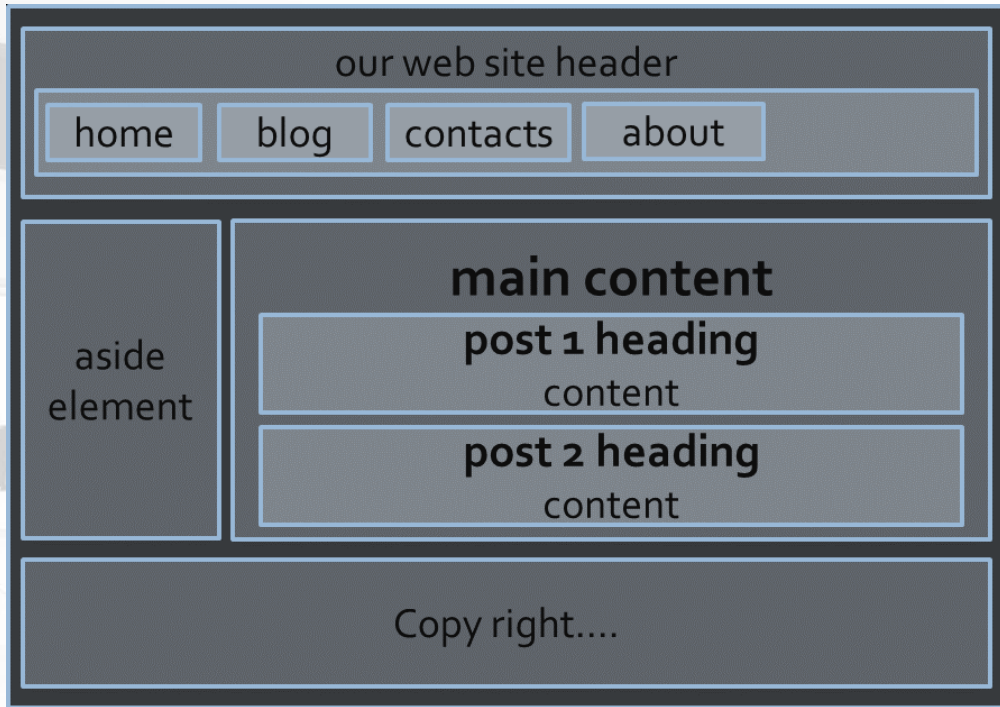 our web site header
home blog contacts about
aside
element
main content
post 1 heading
content
post 2 heading
content
Copy right....